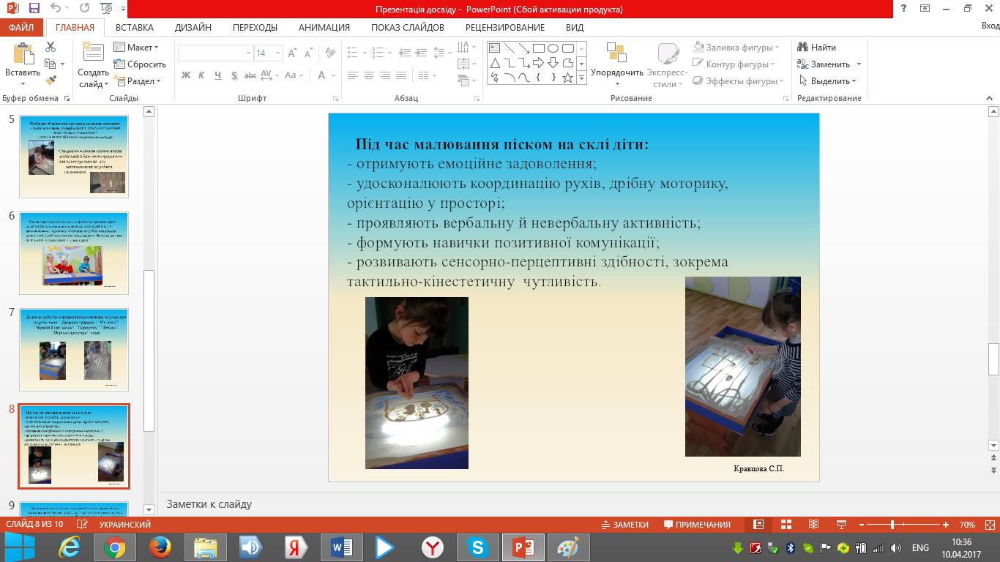 Презентація досвіду - PowerPoint (Сбой активации продукта)
ФАЙЛ ГЛАВНАЯ ВСТАВКА ДИЗАЙН ПЕРЕХОДЫ АНИМАЦИЯ ПОКАЗ СЛАЙДОВ РЕЦЕНЗИРОВАНИЕ ВИД Вход
Вставить
Буфер обмена
Создать слайд
Макет
Сбросить
Раздел
Слайды
14
Ж К Ч S abc AV Aa A
Шрифт
Абзац
Упорядочить
Экспресс-стили
Заливка фигуры
Контур фигуры
Эффекты фигуры
Рисование
Найти
Заменить
Выделить
Редактирование
5
6
7
8
9
Під час малювання піском на склі діти:
- отримують емоційне задоволення;
- удосконалюють координацію рухів, дрібну моторику,
орієнтацію у просторі;
- проявляють вербальну й невербальну активність;
- формують навички позитивної комунікації;
- розвивають сенсорно-перцептивні здібності, зокрема
тактильно-кінестетичну чутливість.
Кравцова С.П.
Заметки к слайду
СЛАЙД 8 ИЗ 10 УКРАИНСКИЙ ЗАМЕТКИ ПРИМЕЧАНИЯ 70%
ENG
10:36
10.04.2017